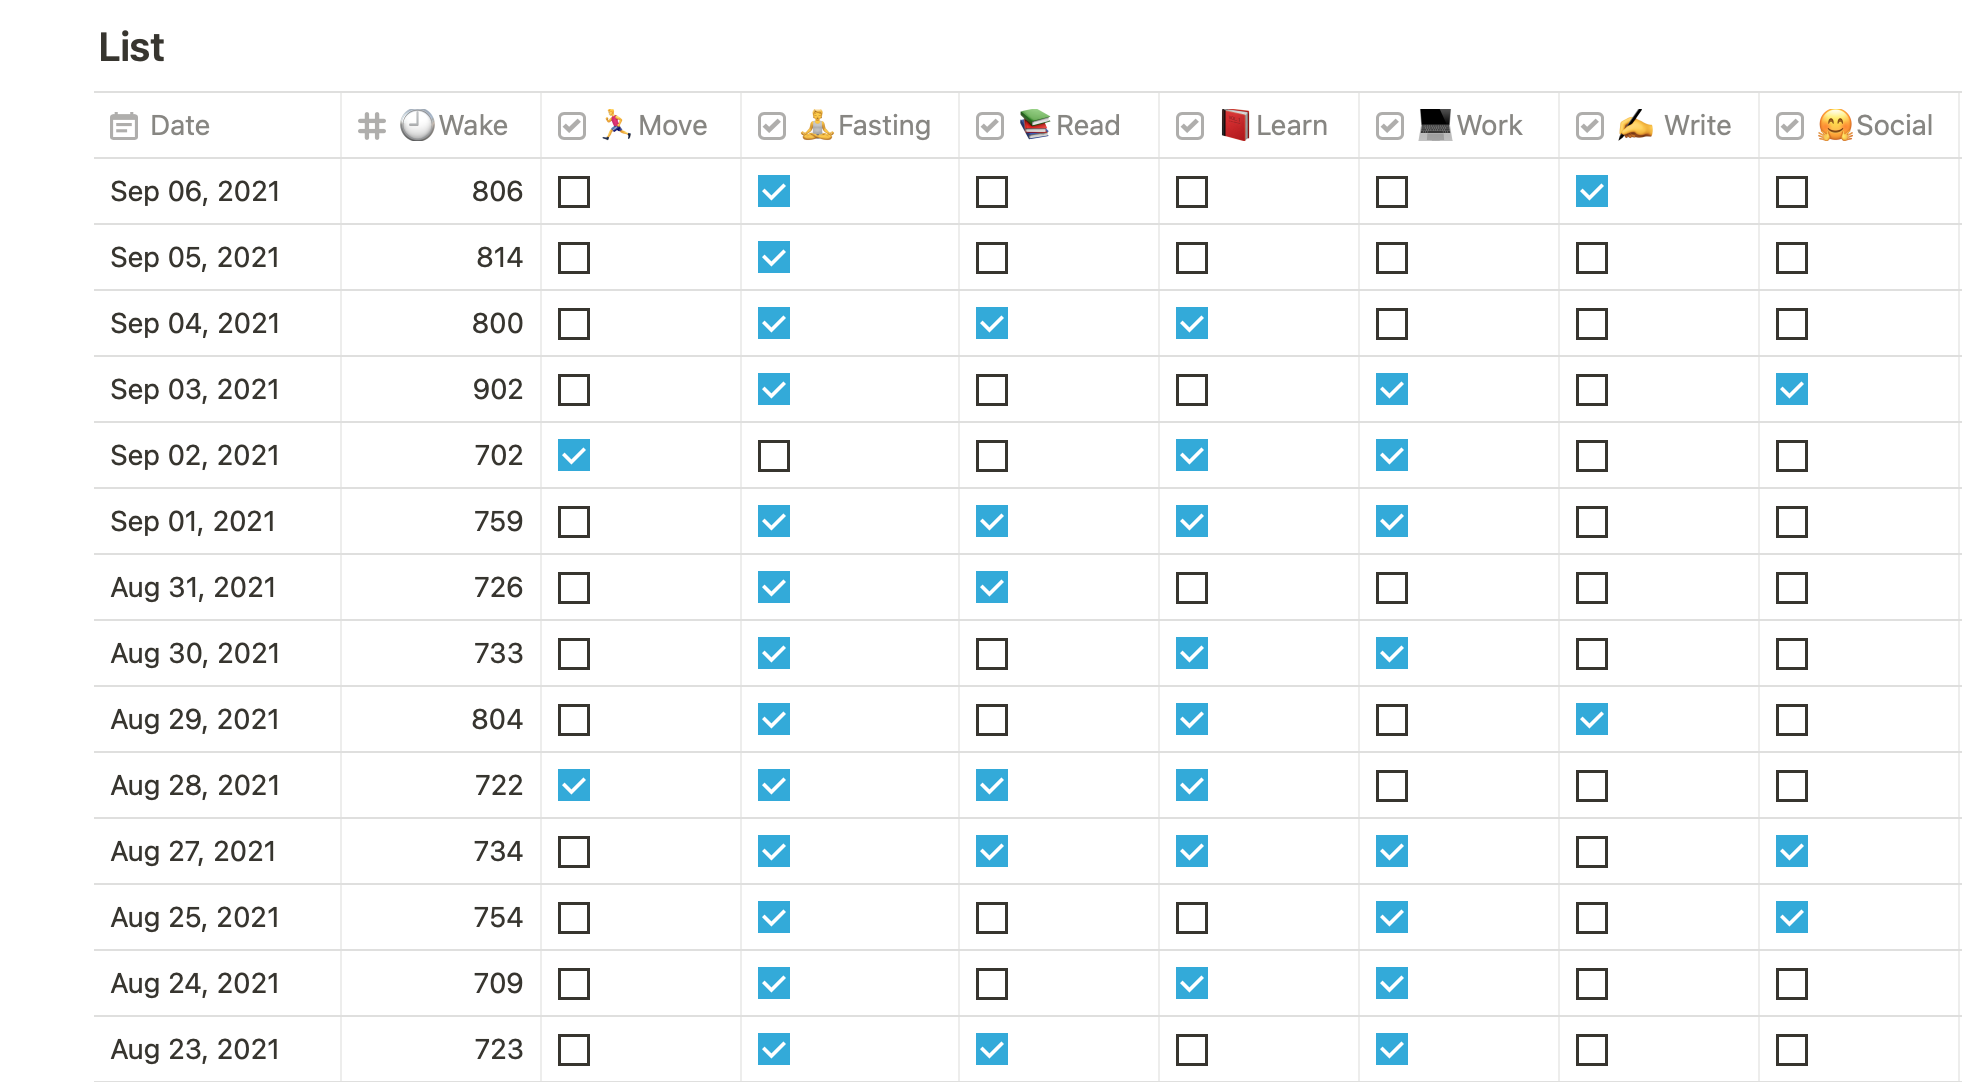 List
Date Wake Move Fasting Read Learn Work Write Social
Sep 06, 2021 806
Sep 05, 2021 814
Sep 04, 2021 800
Sep 03, 2021 902
Sep 02, 2021 702
Sep 01, 2021 759
Aug 31, 2021 726
Aug 30, 2021 733
Aug 29, 2021 804
Aug 28, 2021 722
Aug 27, 2021 734
Aug 25, 2021 754
Aug 24, 2021 709
Aug 23, 2021 723